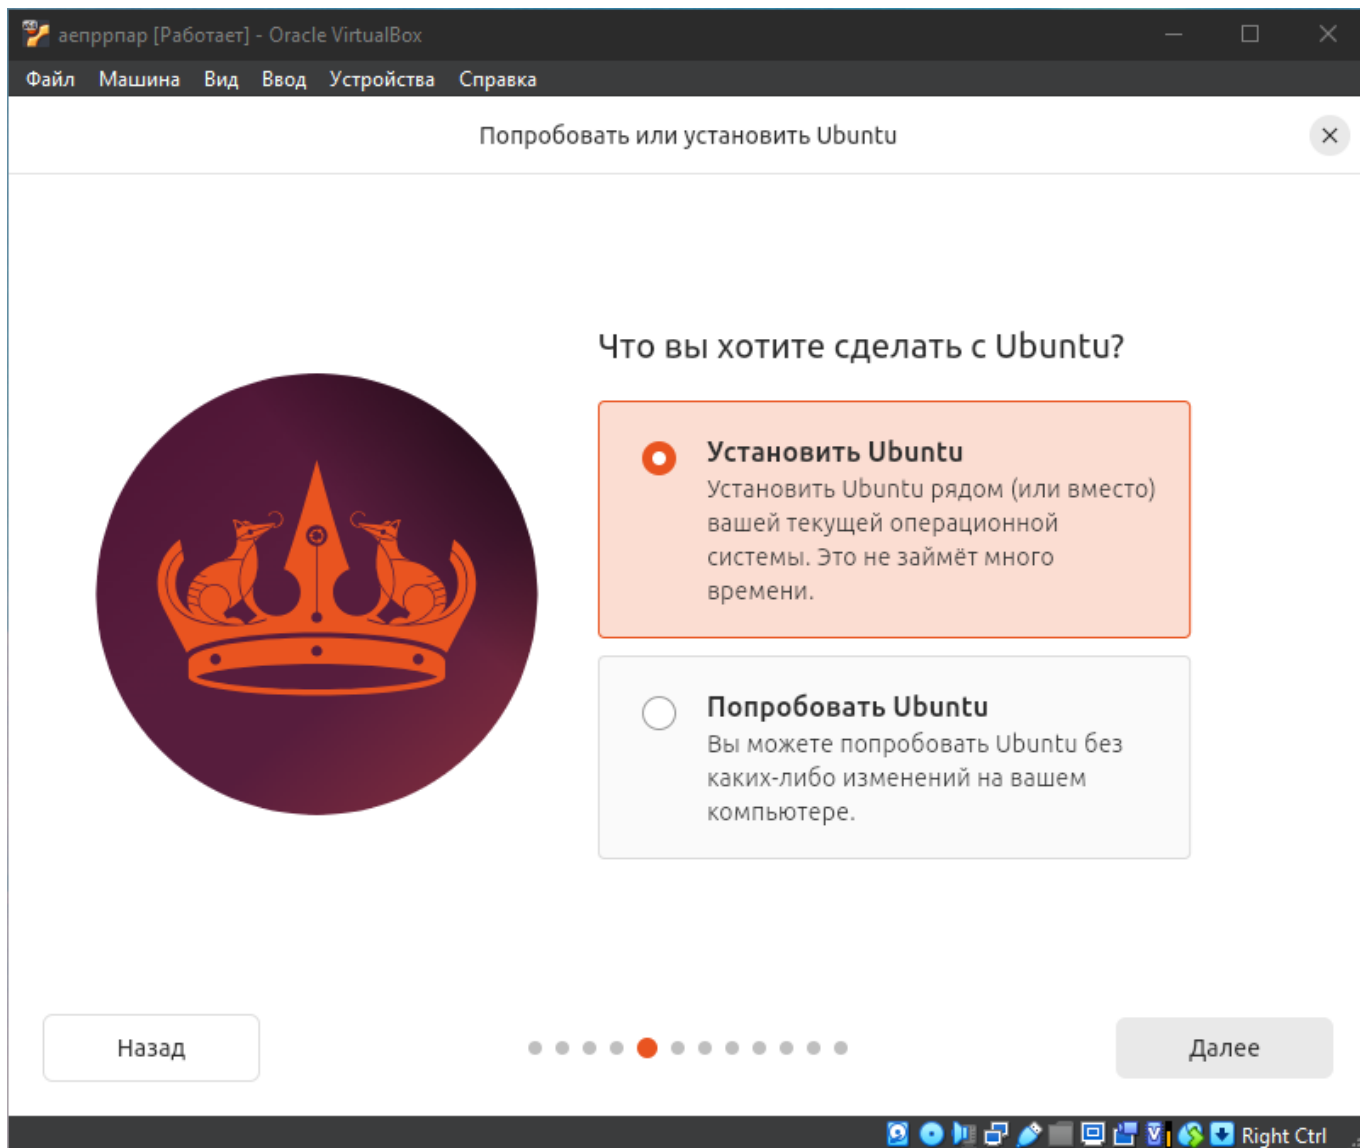 аепррпар [Работает] - Oracle VirtualBox
Файл Машина Вид Ввод Устройства Справка
Попробовать или установить Ubuntu
Что вы хотите сделать с Ubuntu?
Установить Ubuntu
Установить Ubuntu рядом (или вместо)
вашей текущей операционной
системы. Это не займёт много
времени.
Попробовать Ubuntu
Вы можете попробовать Ubuntu без
каких-либо изменений на вашем
компьютере.
Назад
Далее
Right Ctrl